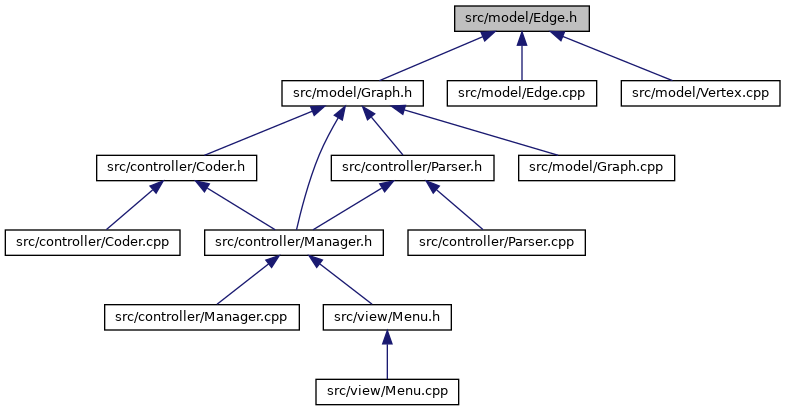 src/model/Edge.h
src/model/Graph.h
src/model/Edge.cpp
src/model/Vertex.cpp
src/controller/Coder.h
src/controller/Parser.h
src/model/Graph.cpp
src/controller/Coder.cpp
src/controller/Manager.h
src/controller/Parser.cpp
src/controller/Manager.cpp
src/view/Menu.h
src/view/Menu.cpp